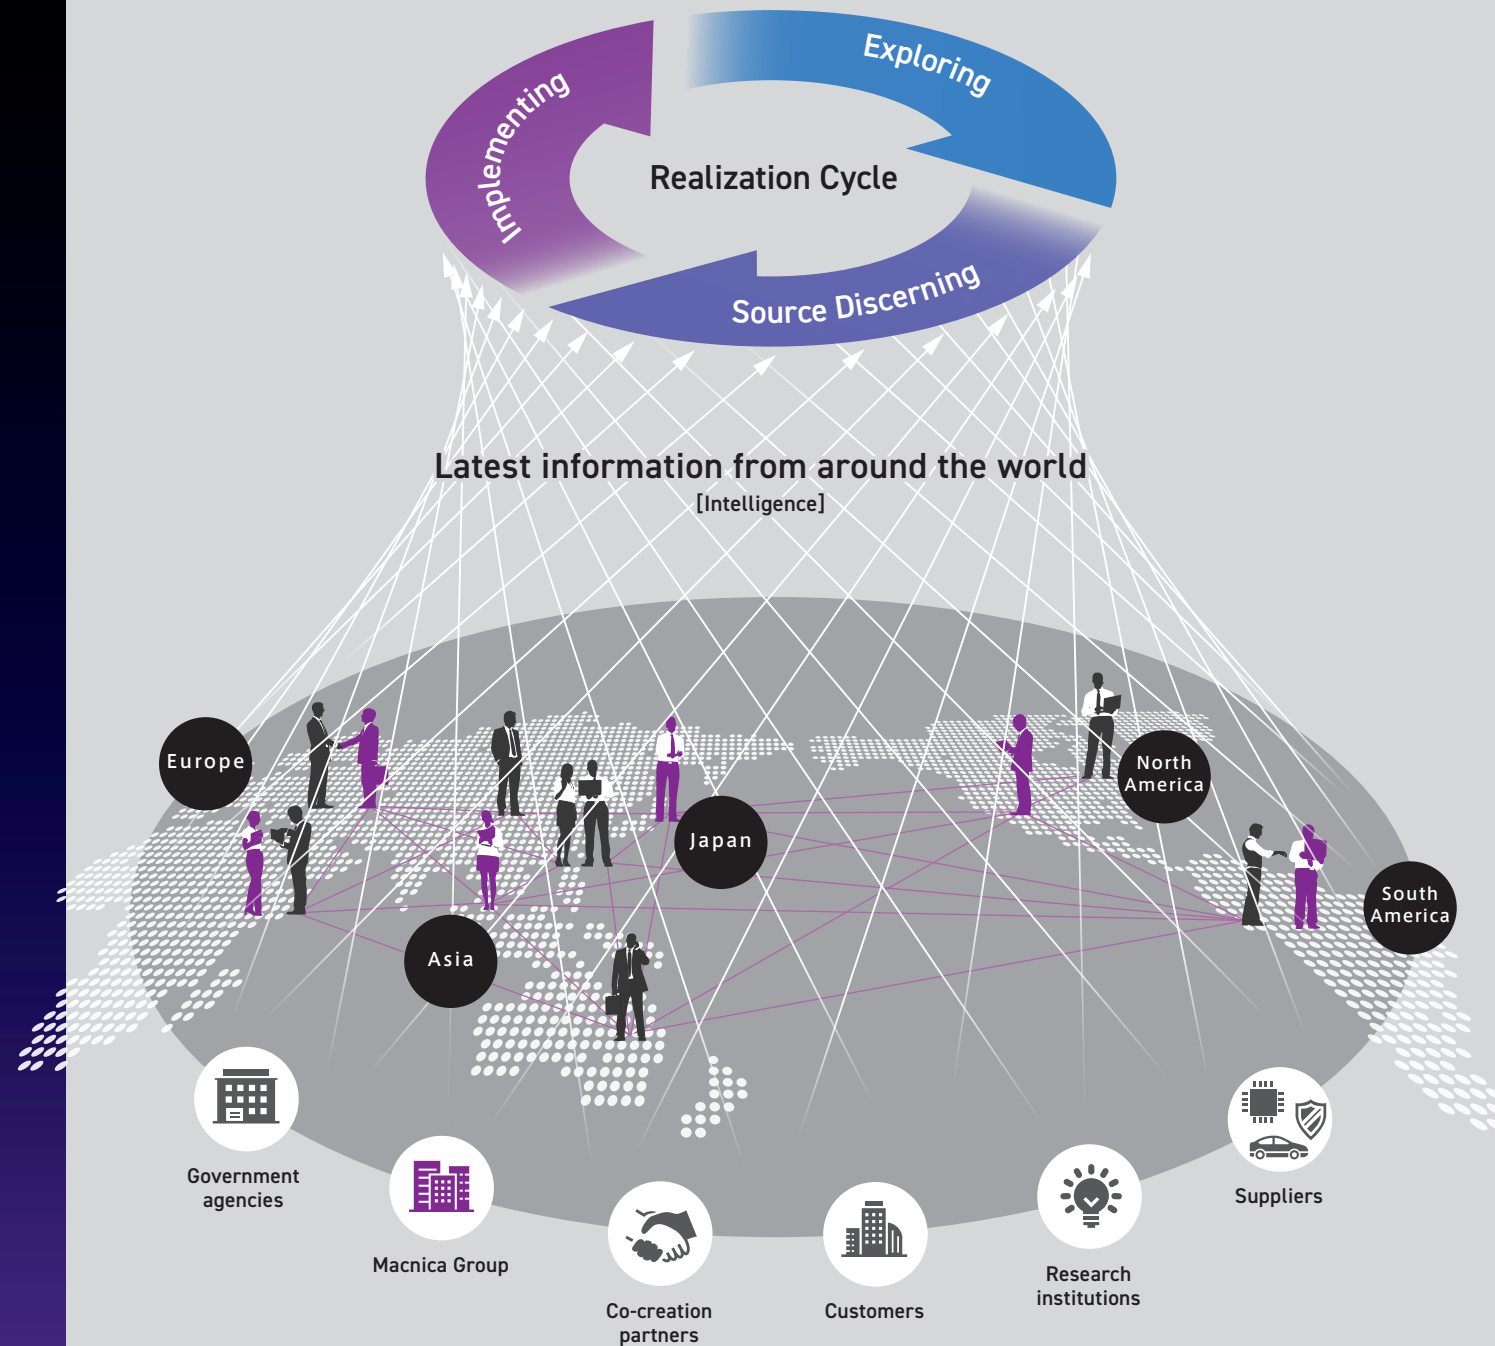 Exploring
Implementing
Realization Cycle
Source Discerning
Latest information from around the world
[Intelligence]
Europe
North
America
Japan
South
America
Asia
Government
agencies
Macnica Group
Co-creation
partners
Customers
Research
institutions
Suppliers